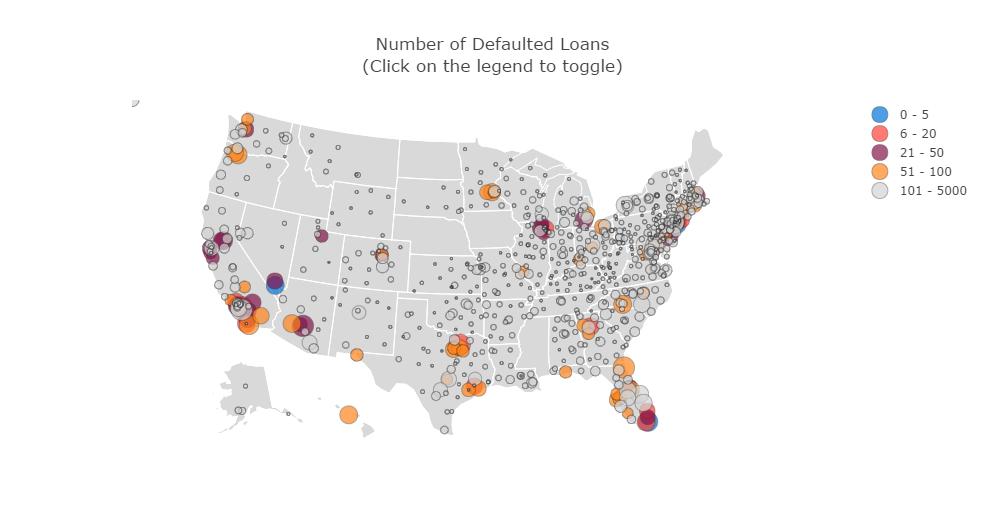 Number of Defaulted Loans
(Click on the legend to toggle)
0 - 5
6 - 20
21 - 50
51 - 100
101 - 5000